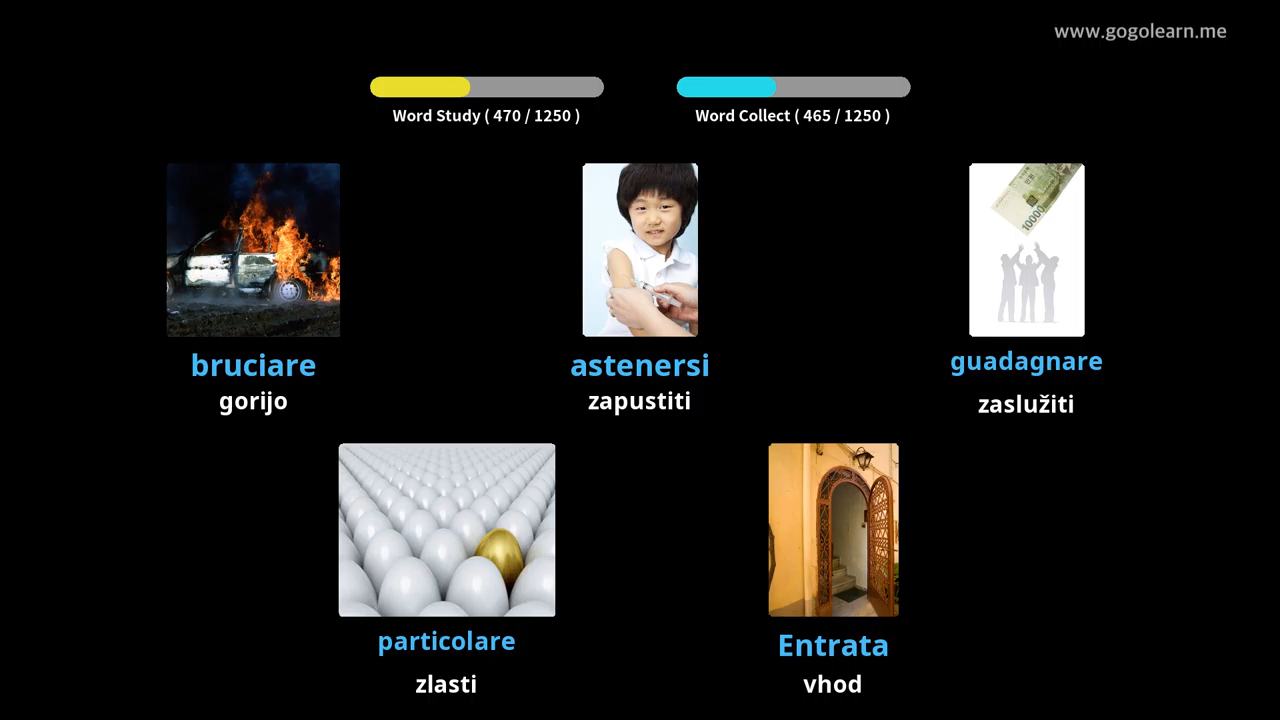 www.gogolearn.me
Word Study ( 470 / 1250 )
Word Collect ( 465 / 1250 )
10000
bruciare
gorijo
astenersi
zapustiti
guadagnare
zaslužiti
particolare
zlasti
Entrata
vhod